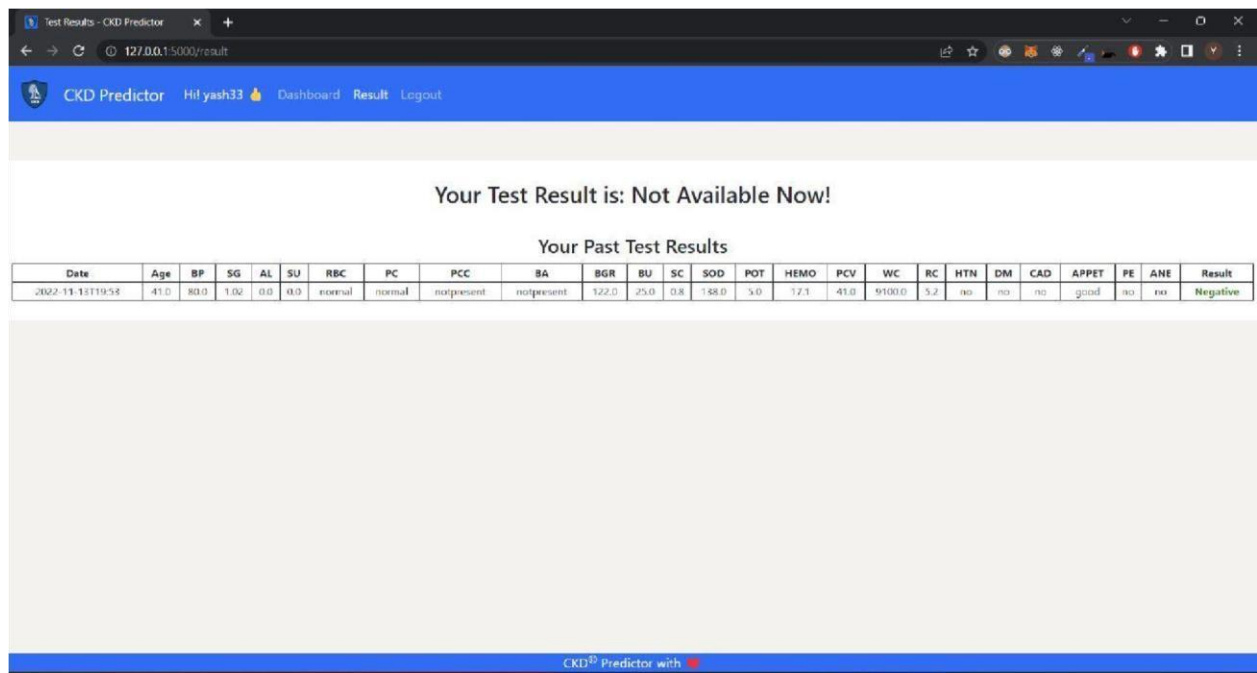 Test Results - CKD Predictor
127.0.0.1:5000/result
CKD Predictor Hi! yash33 👍 Dashboard Result Logout
Your Test Result is: Not Available Now!
Your Past Test Results
Date Age BP SG AL SU RBC PC PCC BA BGR BU SC SOD POT HEMO PCV WC RC HTN DM CAD APPET PE ANE Result
2022-11-13T19:53 41.0 80.0 1.02 0.0 0.0 normal normal notpresent notpresent 122.0 25.0 0.8 138.0 5.0 17.1 41.0 9100.0 5.2 no no no good no no Negative
CKD Predictor with ❤